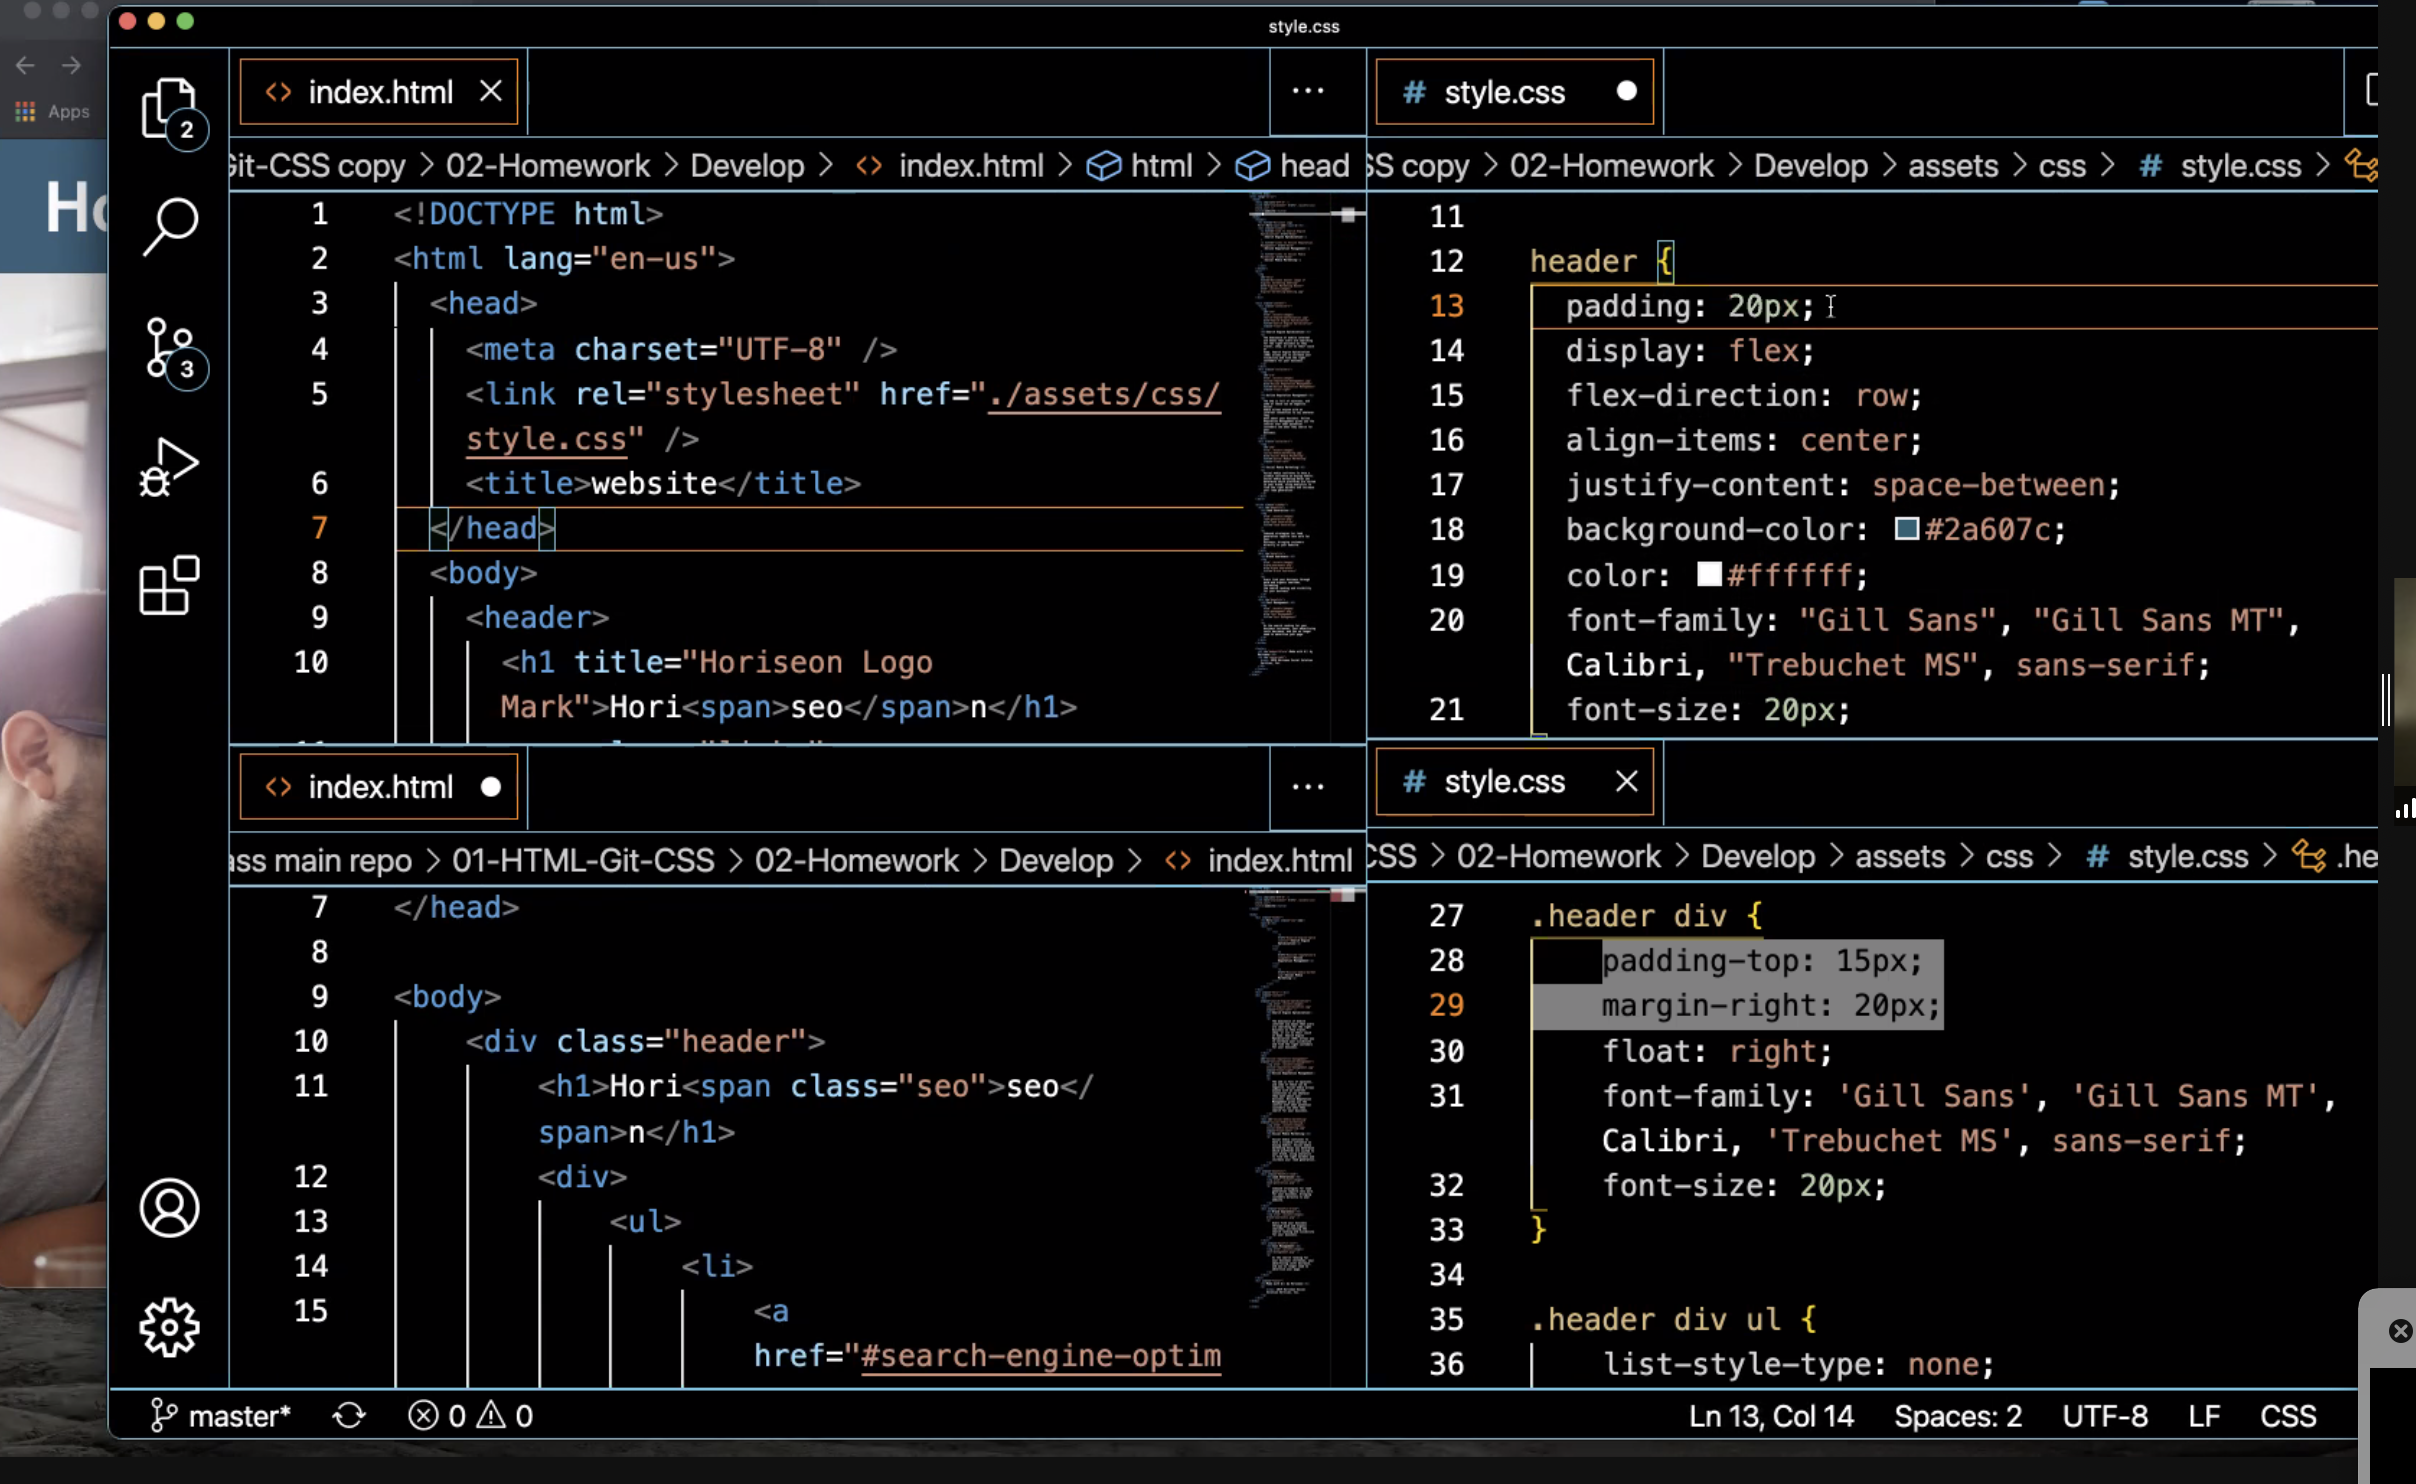 style.css
Apps
Ho
2
3
index.html
...
style.css
Git-CSS copy > 02-Homework > Develop > index.html > html > head
SS copy > 02-Homework > Develop > assets > css > # style.css >
1 <!DOCTYPE html>
2 <html lang="en-us">
3 <head>
4 <meta charset="UTF-8" />
5 <link rel="stylesheet" href="./assets/css/
style.css" />
6 <title>website</title>
7 </head>
8 <body>
9 <header>
10 <h1 title="Horiseon Logo
Mark">Hori<span>seo</span>n</h1>
11
12 header {
13 padding: 20px;
14 display: flex;
15 flex-direction: row;
16 align-items: center;
17 justify-content: space-between;
18 background-color: #2a607c;
19 color: #ffffff;
20 font-family: "Gill Sans", "Gill Sans MT",
Calibri, "Trebuchet MS", sans-serif;
21 font-size: 20px;
index.html
...
# style.css
ass main repo > 01-HTML-Git-CSS > 02-Homework > Develop > index.html
CSS > 02-Homework > Develop > assets > css > # style.css > .he
7 </head>
8
9 <body>
10 <div class="header">
11 <h1>Hori<span class="seo">seo</
span>n</h1>
12 <div>
13 <ul>
14 <li>
15 <a
href="#search-engine-optim
27 .header div {
28 padding-top: 15px;
29 margin-right: 20px;
30 float: right;
31 font-family: 'Gill Sans', 'Gill Sans MT',
Calibri, 'Trebuchet MS', sans-serif;
32 font-size: 20px;
33 }
34
35 .header div ul {
36 list-style-type: none;
master* 0 0
Ln 13, Col 14 Spaces: 2 UTF-8 LF CSS